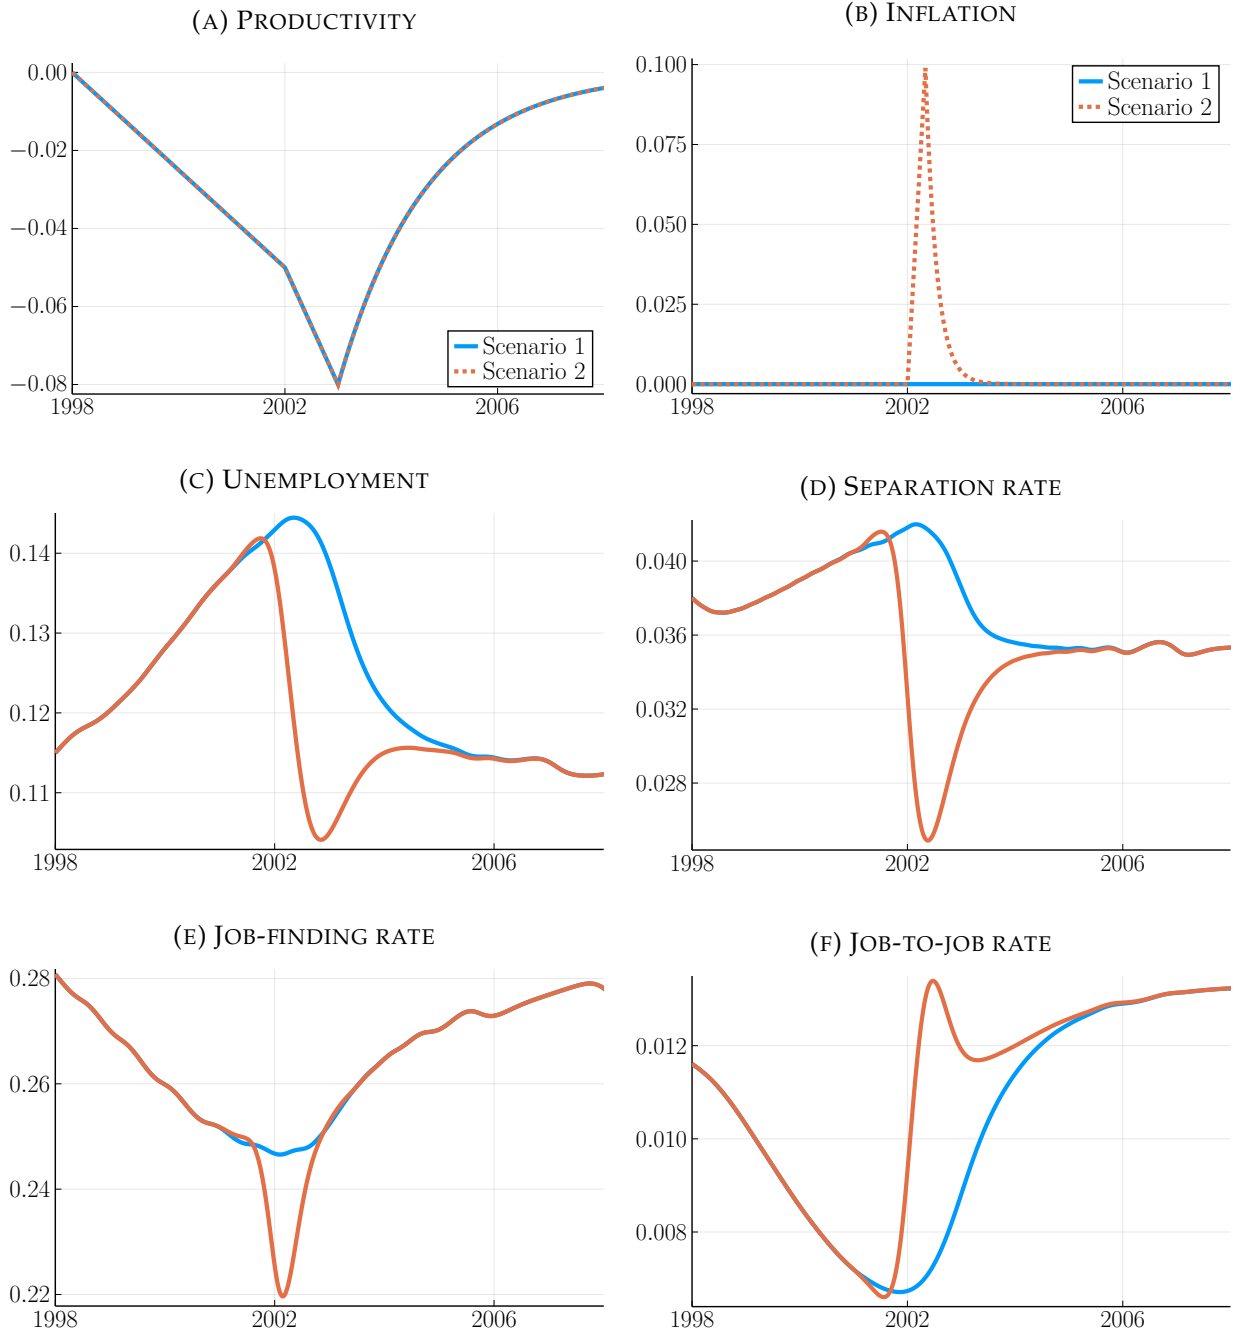 (A) PRODUCTIVITY
0.00
−0.02
−0.04
−0.06
−0.08
1998 2002 2006
Scenario 1
Scenario 2
(B) INFLATION
0.100
0.075
0.050
0.025
0.000
1998 2002 2006
Scenario 1
Scenario 2
(C) UNEMPLOYMENT
0.14
0.13
0.12
0.11
1998 2002 2006
(D) SEPARATION RATE
0.040
0.036
0.032
0.028
1998 2002 2006
(E) JOB-FINDING RATE
0.28
0.26
0.24
0.22
1998 2002 2006
(F) JOB-TO-JOB RATE
0.012
0.010
0.008
1998 2002 2006